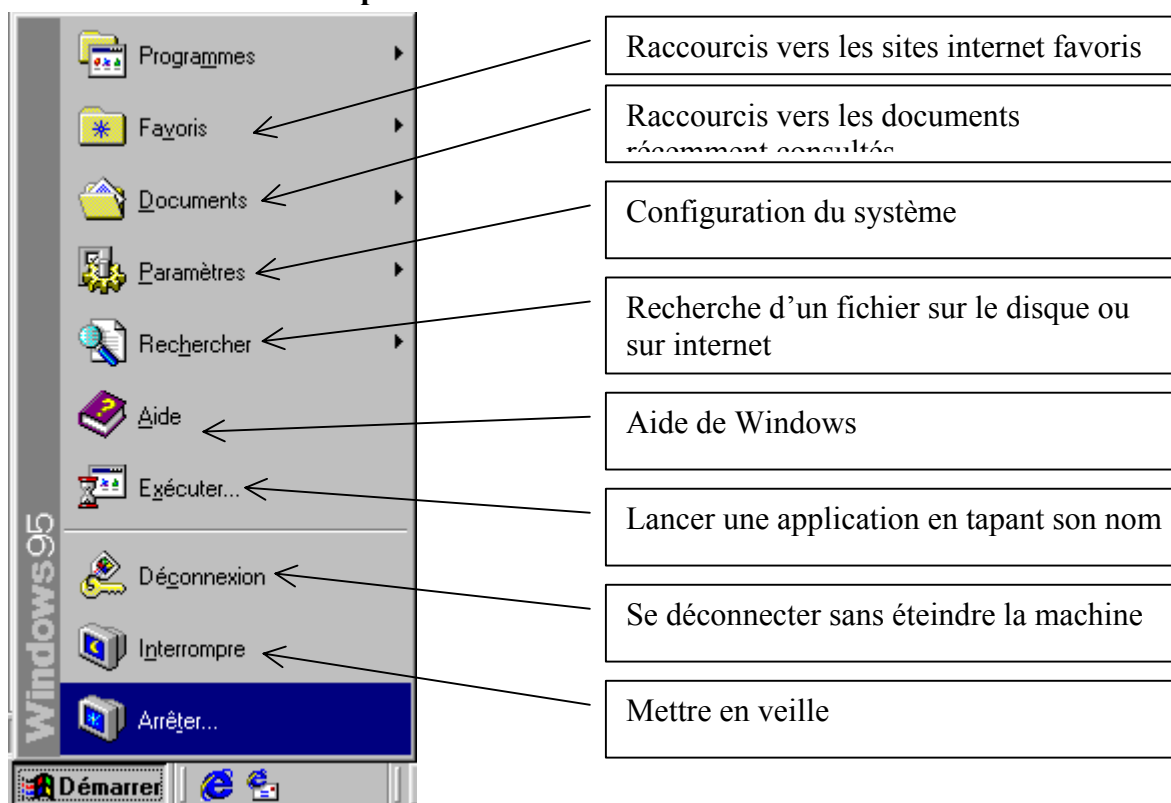 Programmes
Raccourcis vers les sites internet favoris
Favoris
Raccourcis vers les documents
récemment consultés
Documents
Configuration du système
Paramètres
Recherche d’un fichier sur le disque ou
sur internet
Rechercher
Aide
Aide de Windows
Exécuter...
Lancer une application en tapant son nom
Déconnexion
Se déconnecter sans éteindre la machine
Interrompre
Mettre en veille
Arrêter...
Windows95
Démarrer